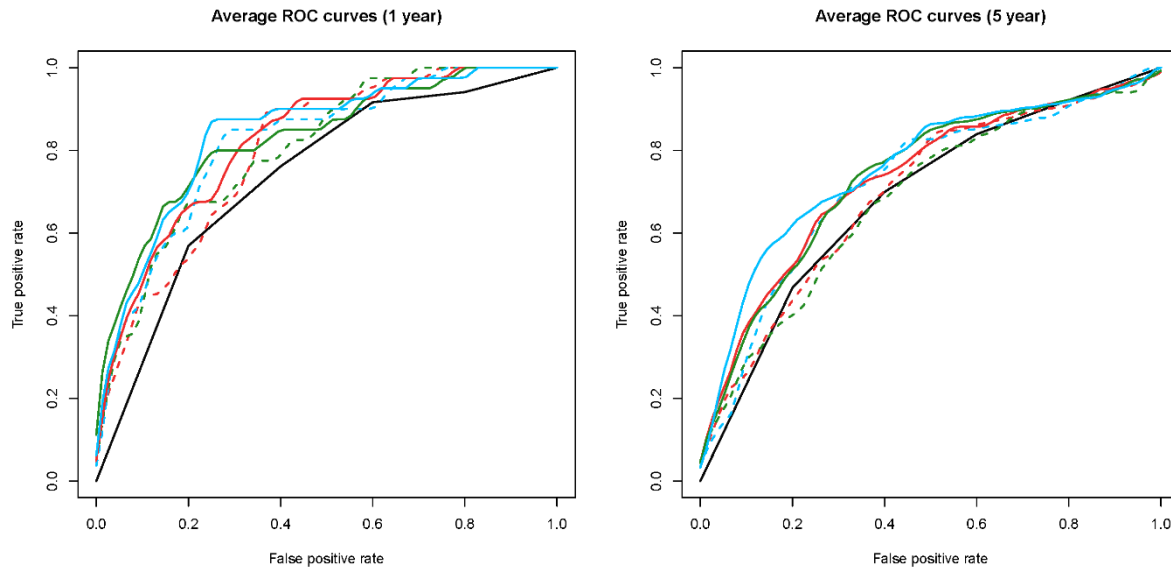 Average ROC curves (1 year)
True positive rate
1.0
0.8
0.6
0.4
0.2
0.0
0.0 0.2 0.4 0.6 0.8 1.0
False positive rate
Average ROC curves (5 year)
True positive rate
1.0
0.8
0.6
0.4
0.2
0.0
0.0 0.2 0.4 0.6 0.8 1.0
False positive rate